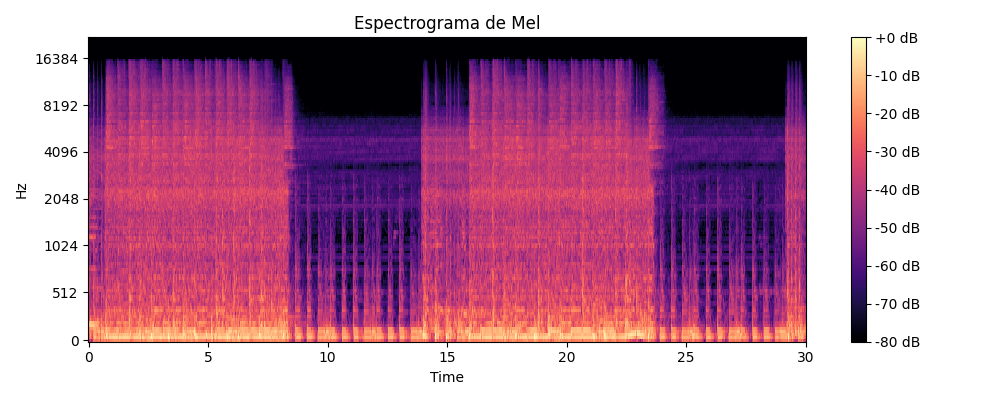 Espectrograma de Mel
Hz
16384
8192
4096
2048
1024
512
0
0 5 10 15 20 25 30
Time
+0 dB
-10 dB
-20 dB
-30 dB
-40 dB
-50 dB
-60 dB
-70 dB
-80 dB